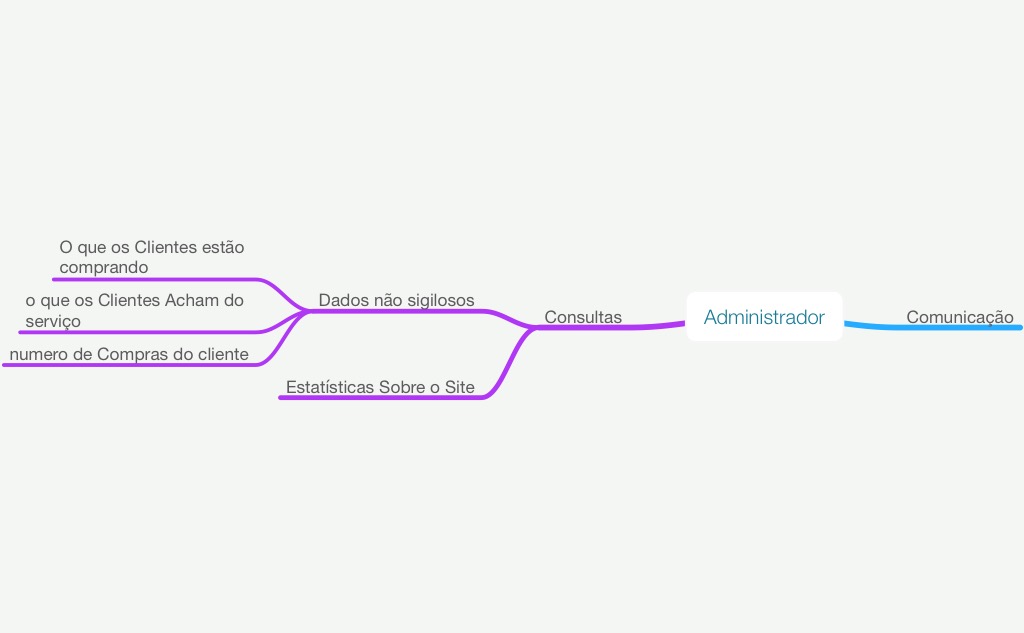 O que os Clientes estão
comprando
o que os Clientes Acham do
serviço
numero de Compras do cliente
Dados não sigilosos
Estatísticas Sobre o Site
Consultas
Administrador
Comunicação